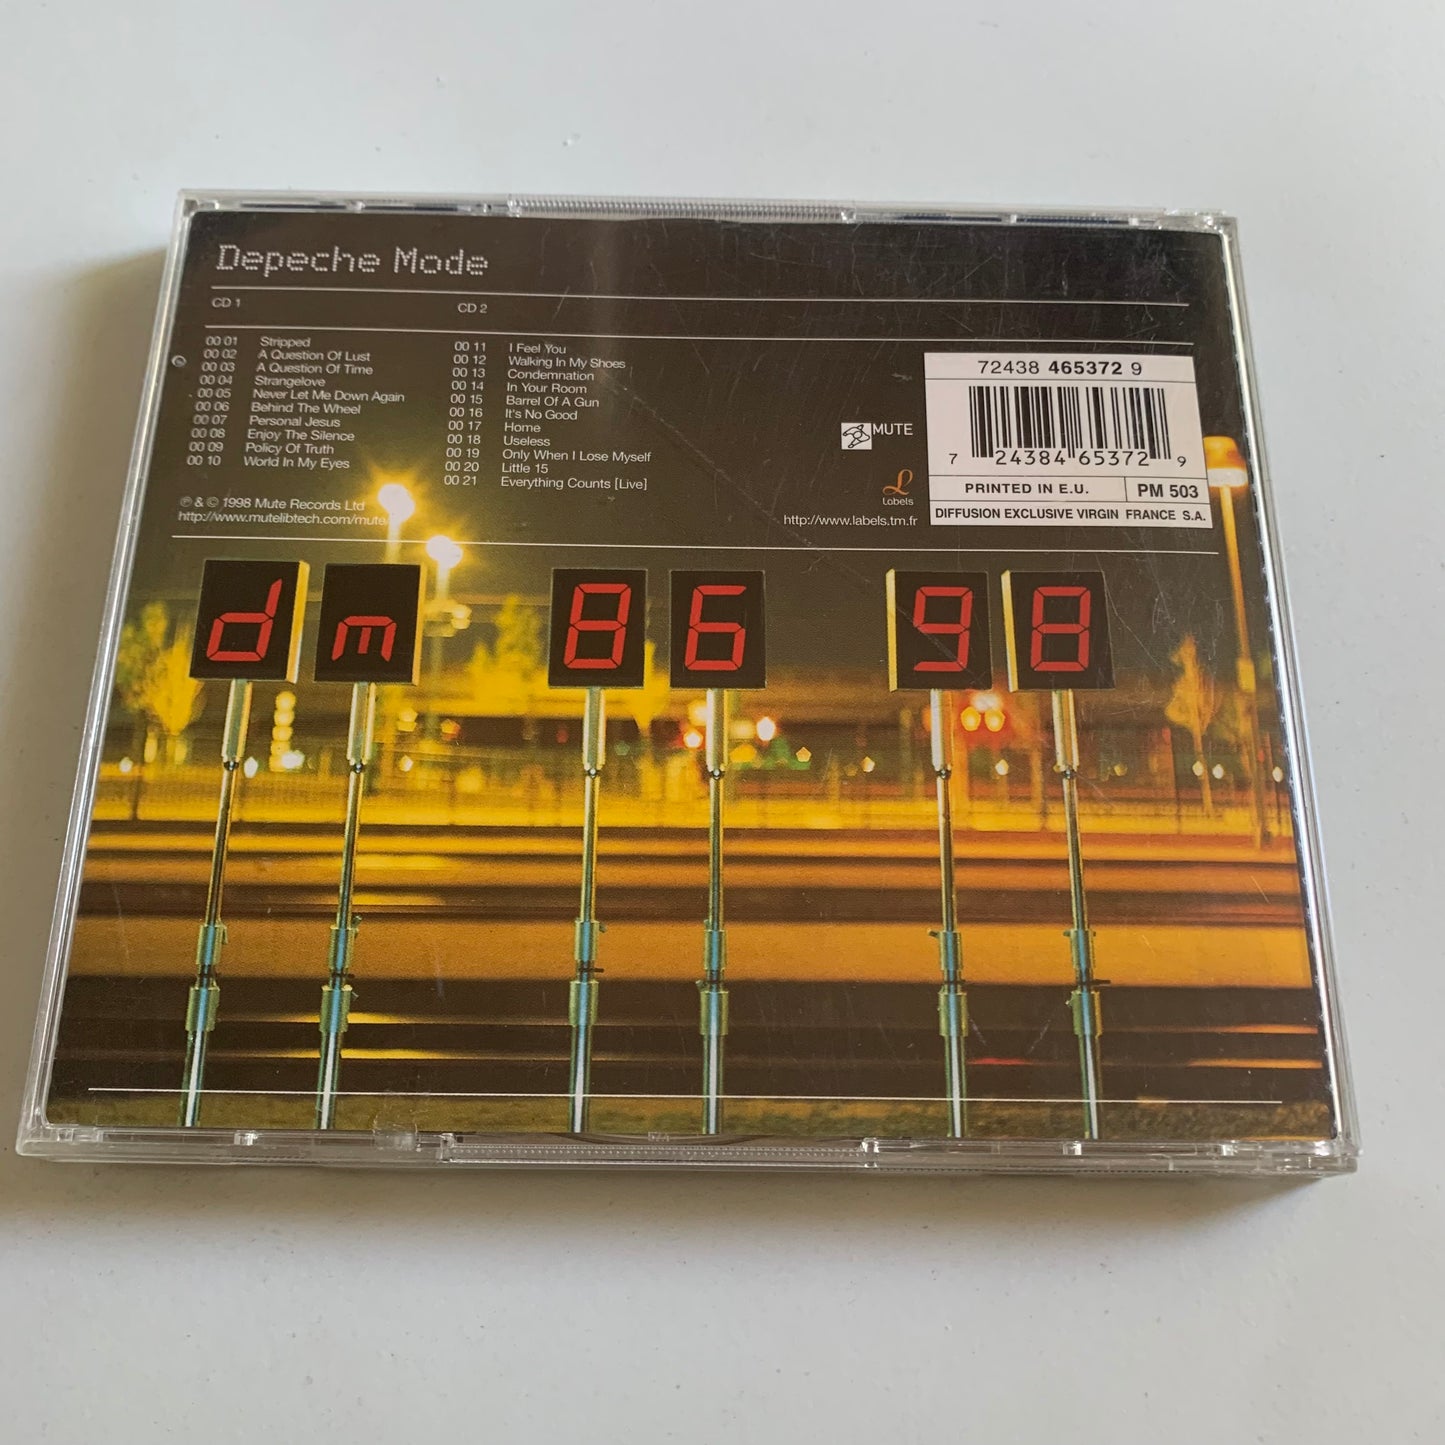 Depeche Mode
CD 1
00 01 Stripped
00 02 A Question Of Lust
00 03 A Question Of Time
00 04 Strangelove
00 05 Never Let Me Down Again
00 06 Behind The Wheel
00 07 Personal Jesus
00 08 Enjoy The Silence
00 09 Policy Of Truth
00 10 World In My Eyes
CD 2
00 11 I Feel You
00 12 Walking In My Shoes
00 13 Condemnation
00 14 In Your Room
00 15 Barrel Of A Gun
00 16 It's No Good
00 17 Home
00 18 Useless
00 19 Only When I Lose Myself
00 20 Little 15
00 21 Everything Counts [Live]
℗ & © 1998 Mute Records Ltd
http://www.mutelibtech.com/mute/
MUTE
L
Labels
http://www.labels.tm.fr
72438 465372 9
7 24384 65372 9
PRINTED IN E.U. PM 503
DIFFUSION EXCLUSIVE VIRGIN FRANCE S.A.
dm 86 98